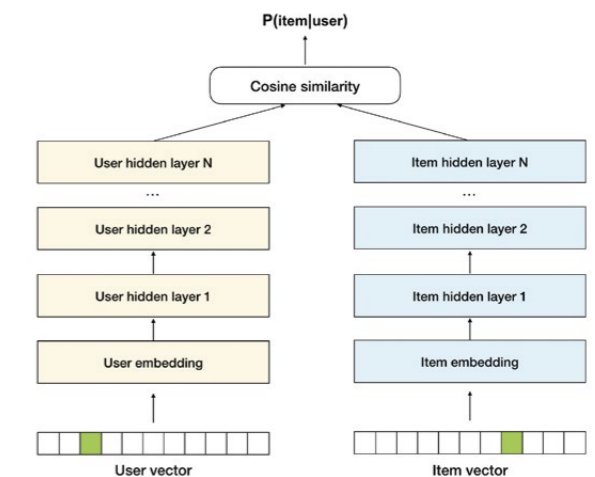 P(item|user)
Cosine similarity
User hidden layer N
Item hidden layer N
...
...
User hidden layer 2
Item hidden layer 2
User hidden layer 1
Item hidden layer 1
User embedding
Item embedding
User vector
Item vector